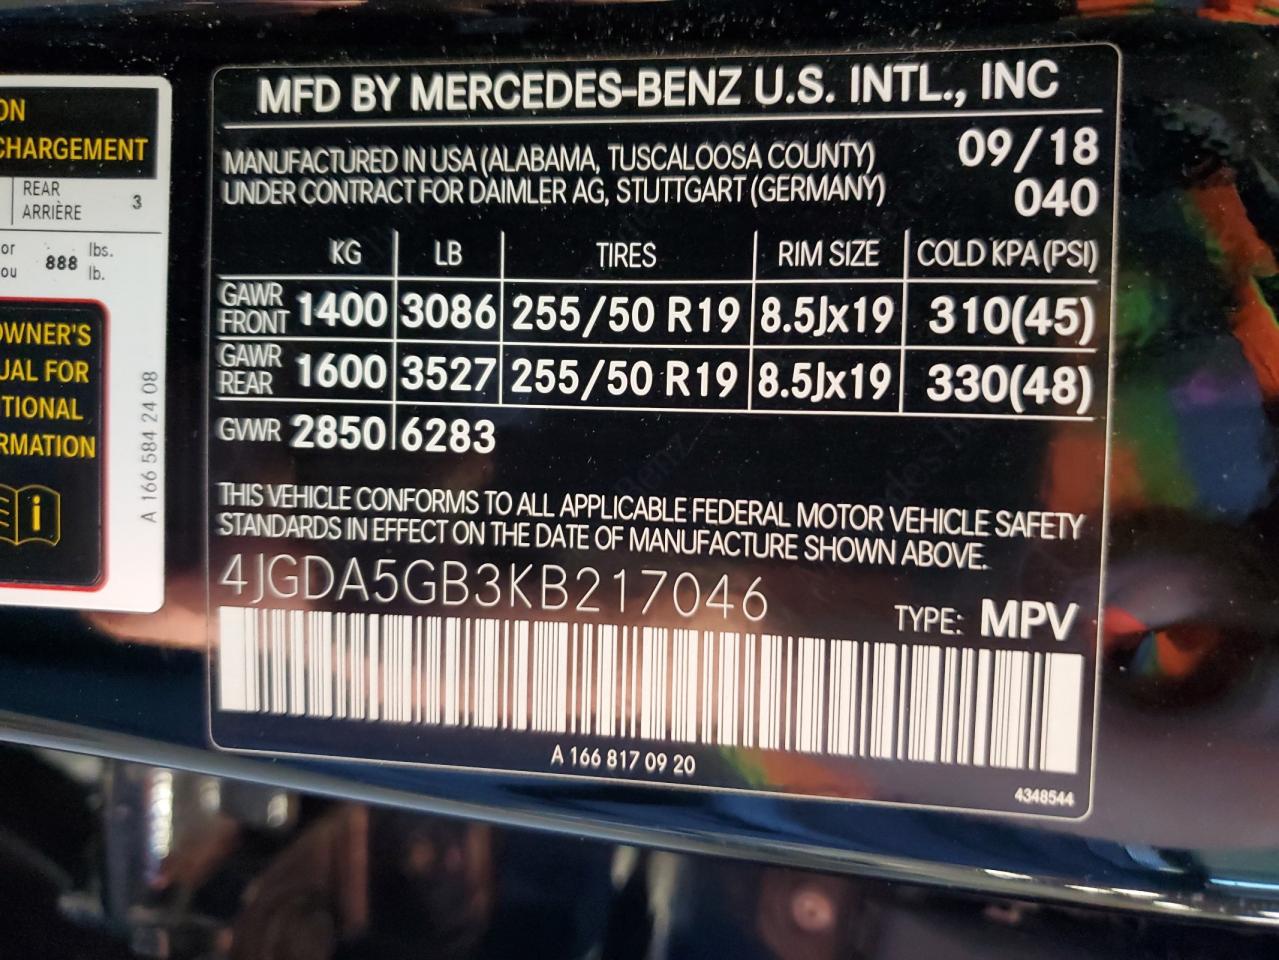 ON
CHARGEMENT
REAR
ARRIÈRE 3
or
ou 888 lbs.
lb.
OWNER'S
UAL FOR
TIONAL
RMATION
A 166 584 24 08
MFD BY MERCEDES-BENZ U.S. INTL., INC
MANUFACTURED IN USA (ALABAMA, TUSCALOOSA COUNTY) 09/18
UNDER CONTRACT FOR DAIMLER AG, STUTTGART (GERMANY) 040
KG LB TIRES RIM SIZE COLD KPA (PSI)
GAWR FRONT 1400 3086 255/50 R19 8.5Jx19 310(45)
GAWR REAR 1600 3527 255/50 R19 8.5Jx19 330(48)
GVWR 2850 6283
THIS VEHICLE CONFORMS TO ALL APPLICABLE FEDERAL MOTOR VEHICLE SAFETY
STANDARDS IN EFFECT ON THE DATE OF MANUFACTURE SHOWN ABOVE.
4JGDA5GB3KB217046 TYPE: MPV
A 166 817 09 20
4348544